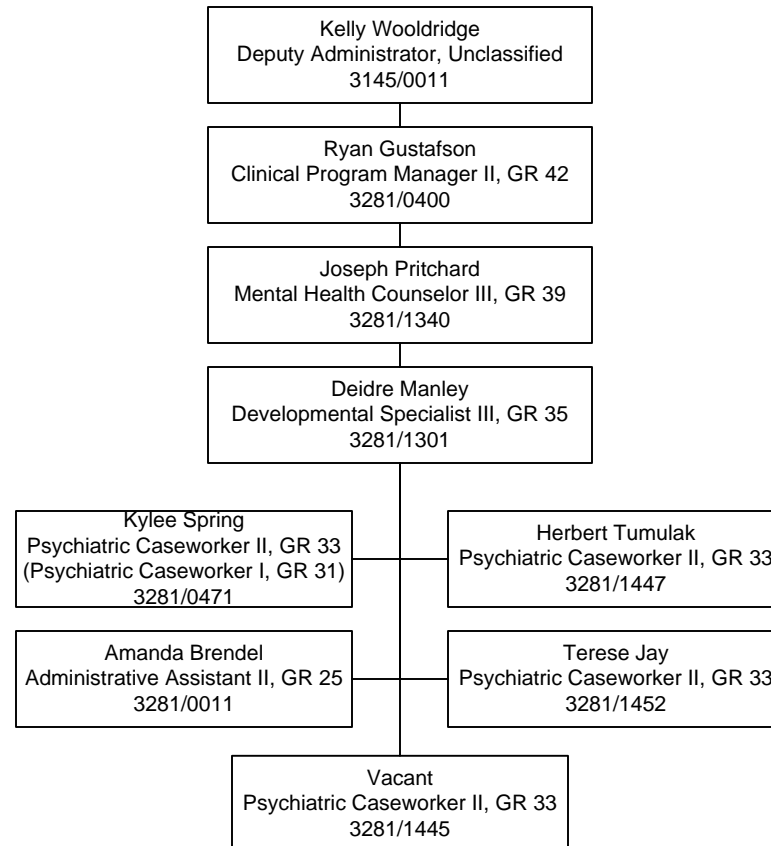 Kelly Wooldridge
Deputy Administrator, Unclassified
3145/0011
Ryan Gustafson
Clinical Program Manager II, GR 42
3281/0400
Joseph Pritchard
Mental Health Counselor III, GR 39
3281/1340
Deidre Manley
Developmental Specialist III, GR 35
3281/1301
Kylee Spring
Psychiatric Caseworker II, GR 33
(Psychiatric Caseworker I, GR 31)
3281/0471
Herbert Tumulak
Psychiatric Caseworker II, GR 33
3281/1447
Amanda Brendel
Administrative Assistant II, GR 25
3281/0011
Terese Jay
Psychiatric Caseworker II, GR 33
3281/1452
Vacant
Psychiatric Caseworker II, GR 33
3281/1445